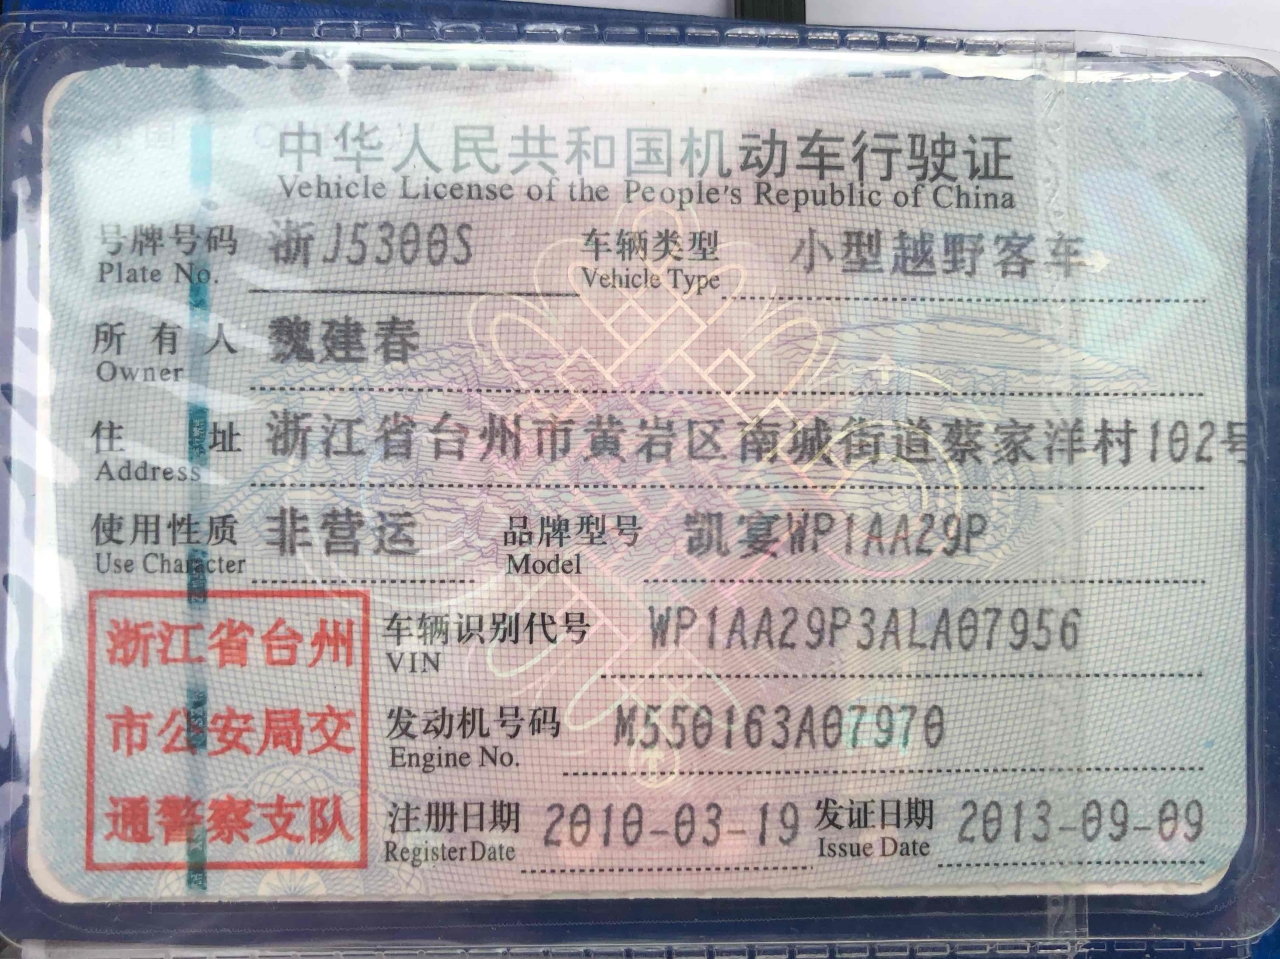 中华人民共和国机动车行驶证
Vehicle License of the People's Republic of China
号牌号码 浙J5300S 车辆类型 小型越野客车
Plate No. Vehicle Type
所有人 魏建春
Owner
住址 浙江省台州市黄岩区南城街道蔡家洋村102号
Address
使用性质 非营运 品牌型号 凯宴WP1AA29P
Use Character Model
浙江省台州
市公安局交
通警察支队
车辆识别代号 WP1AA29P3ALA07956
VIN
发动机号码 M550163A07970
Engine No.
注册日期 2010-03-19 发证日期 2013-09-09
Register Date Issue Date